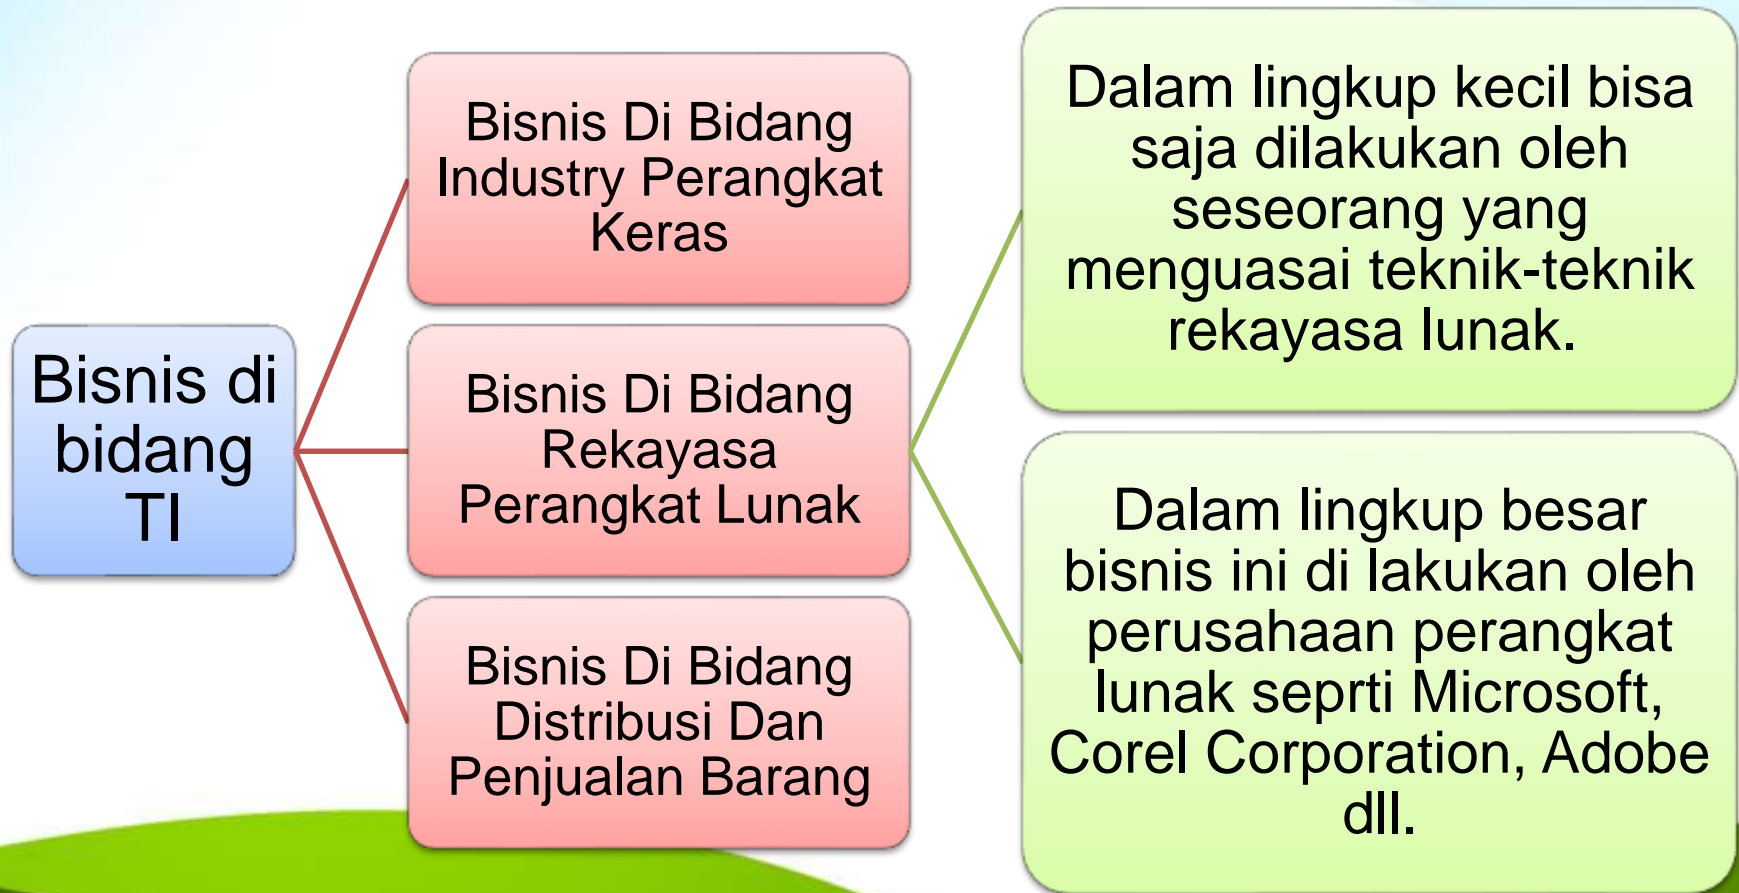 Bisnis di
bidang
TI
Bisnis Di Bidang
Industry Perangkat
Keras
Bisnis Di Bidang
Rekayasa
Perangkat Lunak
Bisnis Di Bidang
Distribusi Dan
Penjualan Barang
Dalam lingkup kecil bisa
saja dilakukan oleh
seseorang yang
menguasai teknik-teknik
rekayasa lunak.
Dalam lingkup besar
bisnis ini di lakukan oleh
perusahaan perangkat
lunak seprti Microsoft,
Corel Corporation, Adobe
dll.